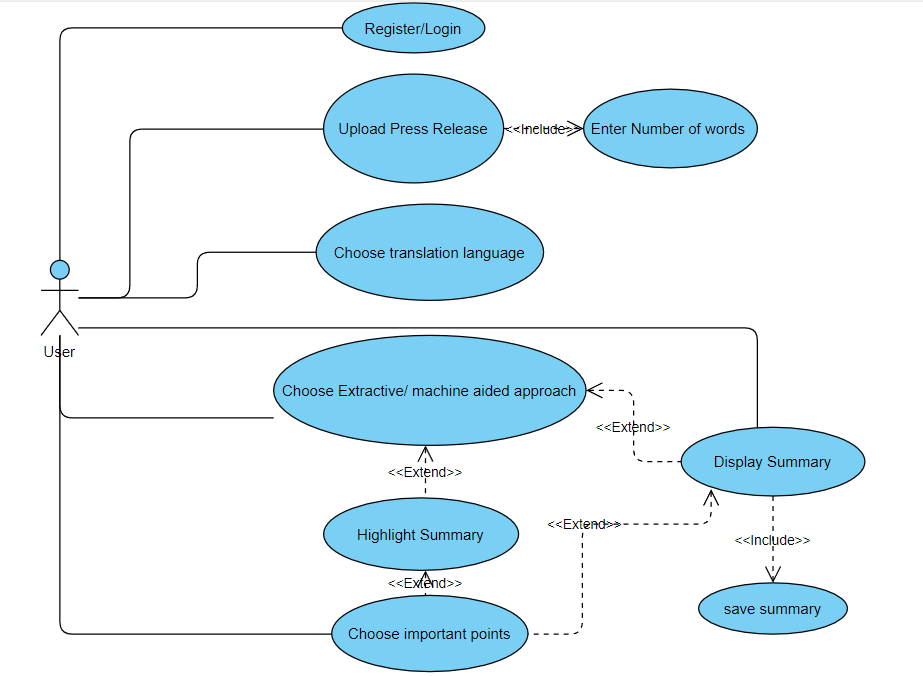 Register/Login
Upload Press Release
<<Include>>
Enter Number of words
Choose translation language
User
Choose Extractive/ machine aided approach
<<Extend>>
Display Summary
<<Extend>>
Highlight Summary
<<Extend>>
<<Include>>
<<Extend>>
save summary
Choose important points